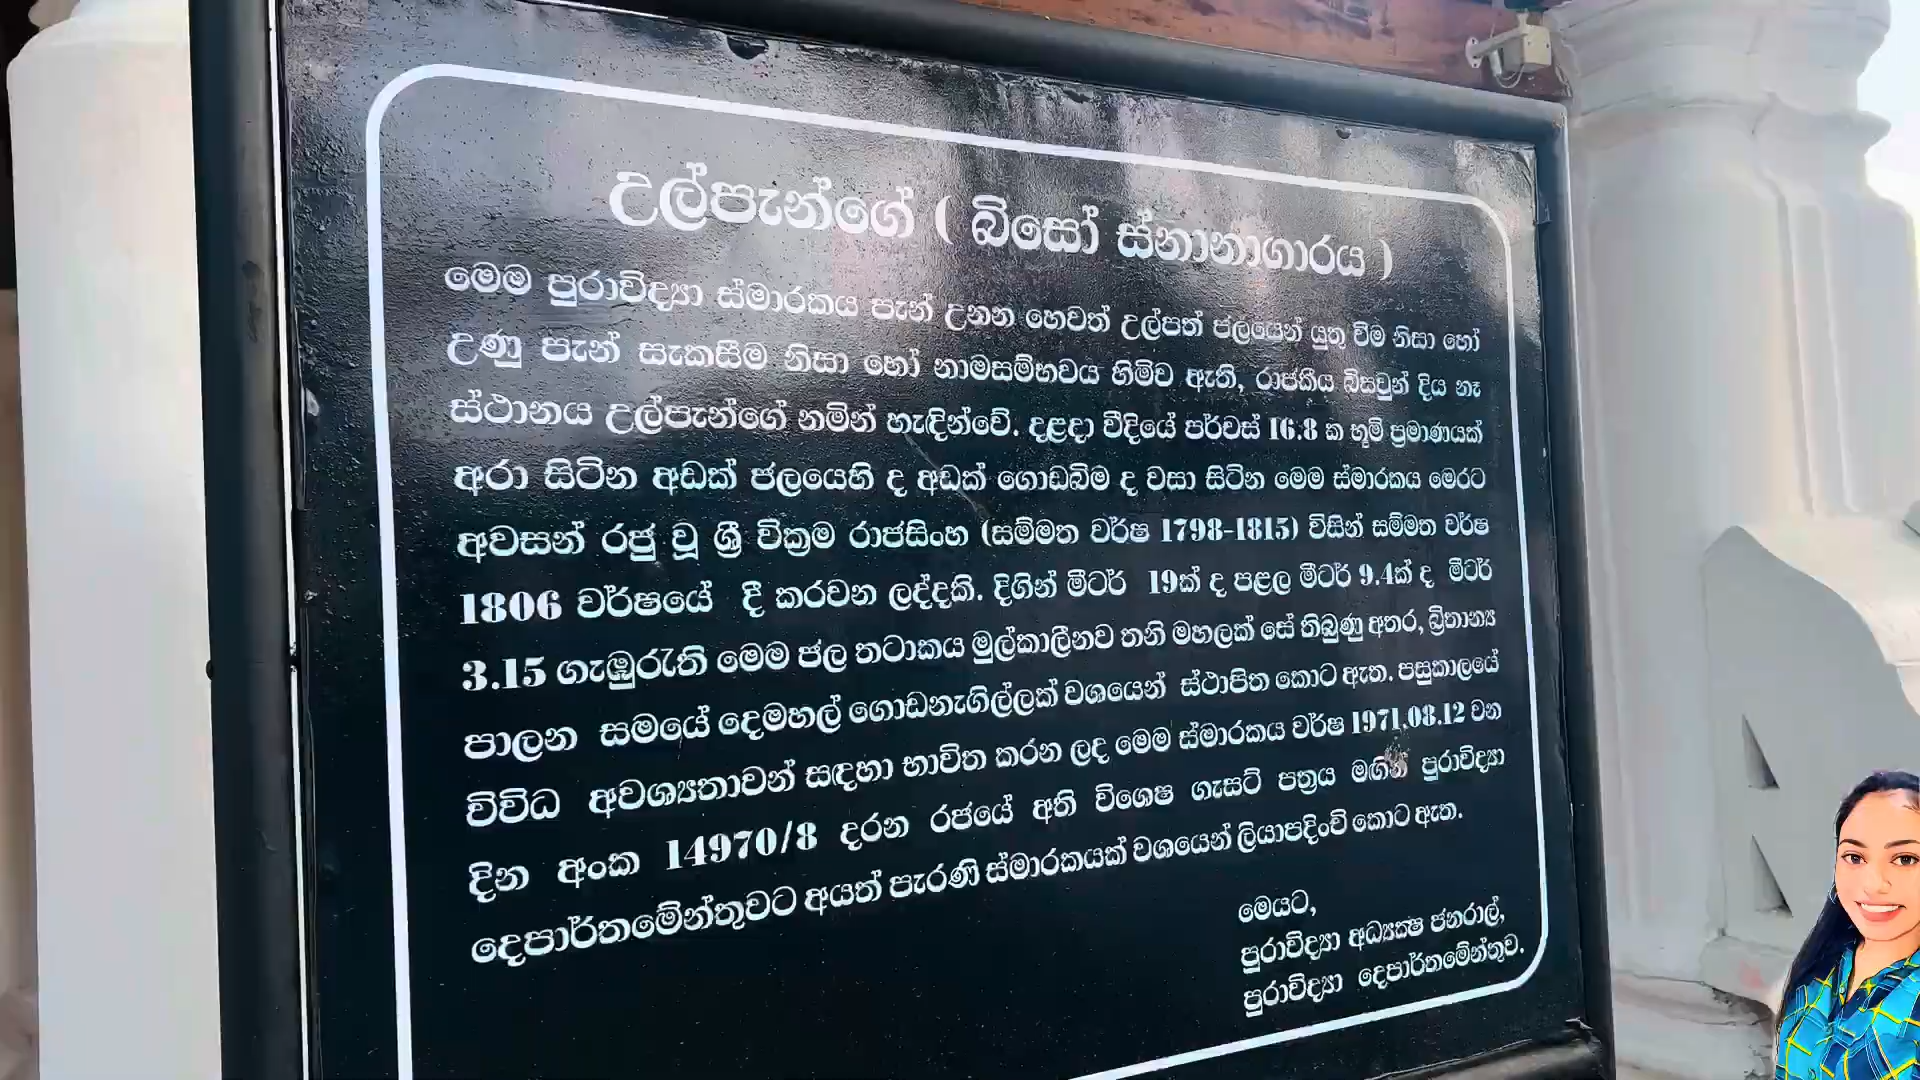 උල්පැන්ගේ ( බිසෝ ස්නානාගාරය )
මෙම පුරාවිද්‍යා ස්මාරකය පැන් උනන හෙවත් උල්පත් ජලයෙන් යුතු වීම නිසා හෝ
උණු පැන් සැකසීම නිසා හෝ නාමසම්භවය හිමිව ඇති, රාජකීය බිසවුන් දිය නෑ
ස්ථානය උල්පැන්ගේ නමින් හැඳින්වේ. දළදා වීදියේ පර්චස් 16.8 ක භූමි ප්‍රමාණයක්
අරා සිටින අඩක් ජලයෙහි ද අඩක් ගොඩබිම ද වසා සිටින මෙම ස්මාරකය මෙරට
අවසන් රජු වූ ශ්‍රී වික්‍රම රාජසිංහ (සම්මත වර්ෂ 1798-1815) විසින් සම්මත වර්ෂ
1806 වර්ෂයේ දී කරවන ලද්දකි. දිගින් මීටර් 19ක් ද පළල මීටර් 9.4ක් ද මීටර්
3.15 ගැඹුරැති මෙම ජල තටාකය මුල්කාලීනව තනි මහලක් සේ තිබුණු අතර, බ්‍රිතාන්‍ය
පාලන සමයේ දෙමහල් ගොඩනැගිල්ලක් වශයෙන් ස්ථාපිත කොට ඇත. පසුකාලයේ
විවිධ අවශ්‍යතාවන් සඳහා භාවිත කරන ලද මෙම ස්මාරකය වර්ෂ 1971.08.12 වන
දින අංක 14970/8 දරන රජයේ අති විශෙෂ ගැසට් පත්‍රය මඟින් පුරාවිද්‍යා
දෙපාර්තමේන්තුවට අයත් පැරණි ස්මාරකයක් වශයෙන් ලියාපදිංචි කොට ඇත.
මෙයට,
පුරාවිද්‍යා අධ්‍යක්ෂ ජනරාල්,
පුරාවිද්‍යා දෙපාර්තමේන්තුව.